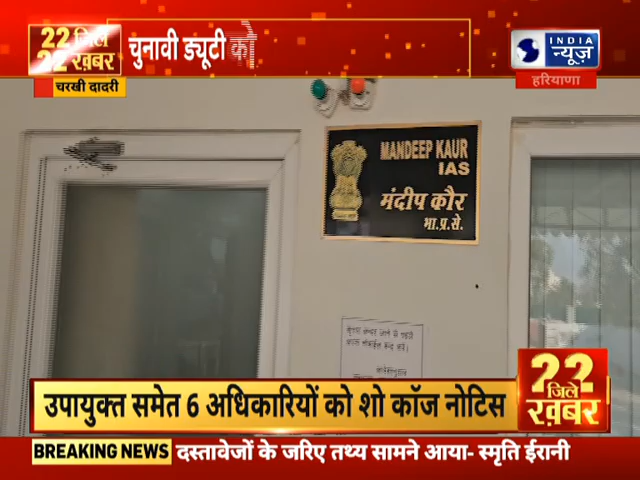 22 जिले
22 ख़बर
चुनावी ड्यूटी को
INDIA
न्यूज़
हरियाणा
चरखी दादरी
MANDEEP KAUR
IAS
मंदीप कौर
भा.प्र.से.
उपायुक्त समेत 6 अधिकारियों को शो कॉज नोटिस
22
जिले
ख़बर
BREAKING NEWS दस्तावेजों के जरिए तथ्य सामने आया- स्मृति ईरानी